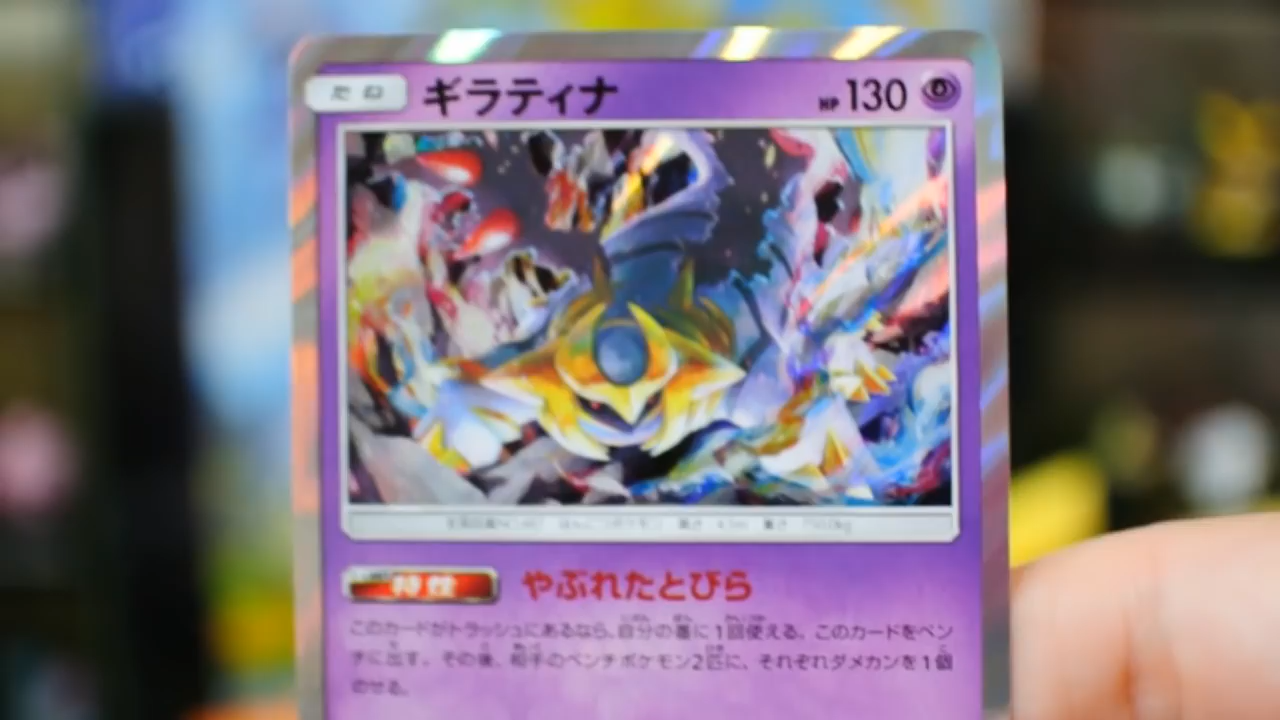 たね ギラティナ HP 130
特性 やぶれたとびら
このカードがトラッシュにあるなら、自分の番に1回使える。このカードをベン
チに出す。その後、相手のベンチポケモン2匹に、それぞれダメカンを1個
のせる。